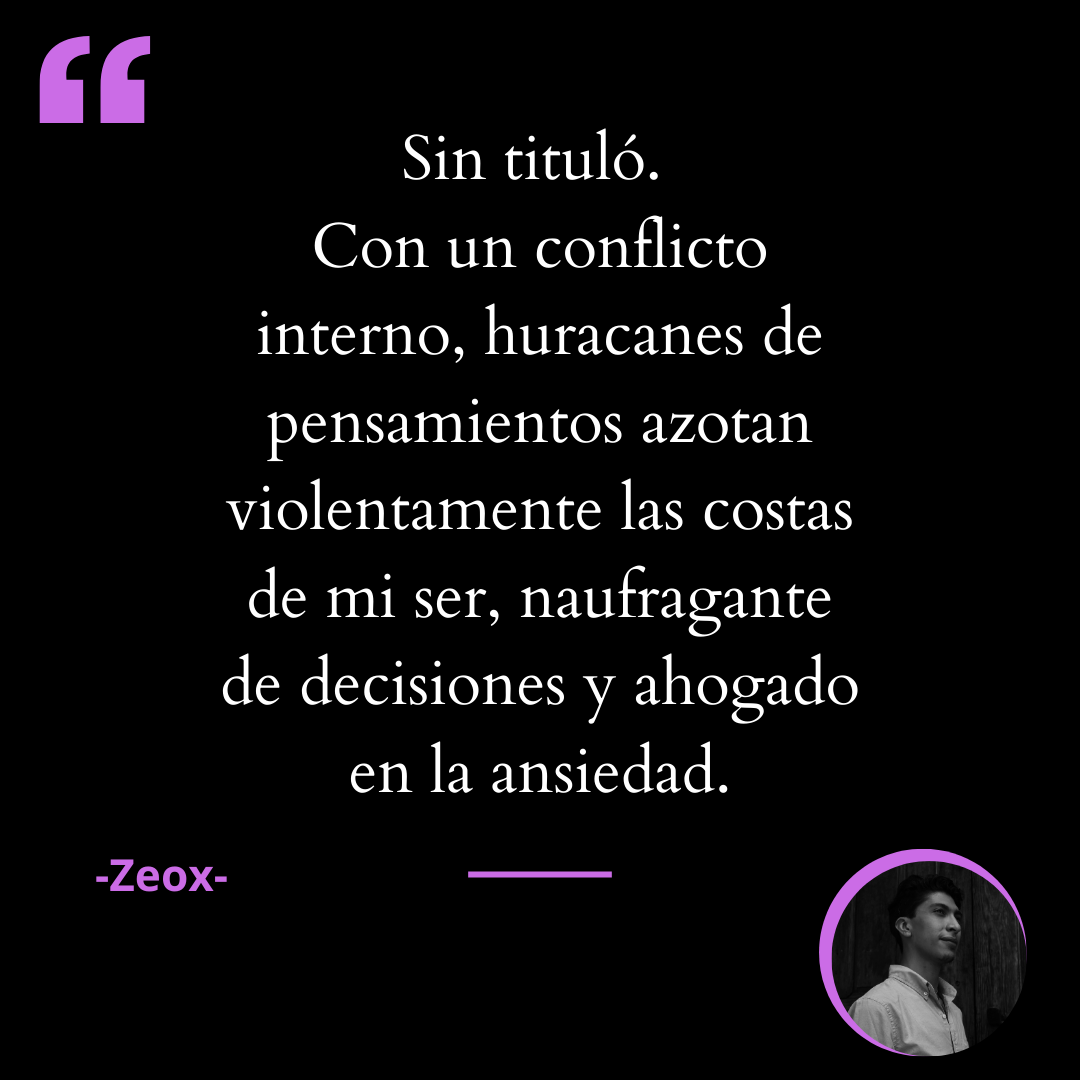 “
Sin tituló.
Con un conflicto
interno, huracanes de
pensamientos azotan
violentamente las costas
de mi ser, naufragante
de decisiones y ahogado
en la ansiedad.
-Zeox-